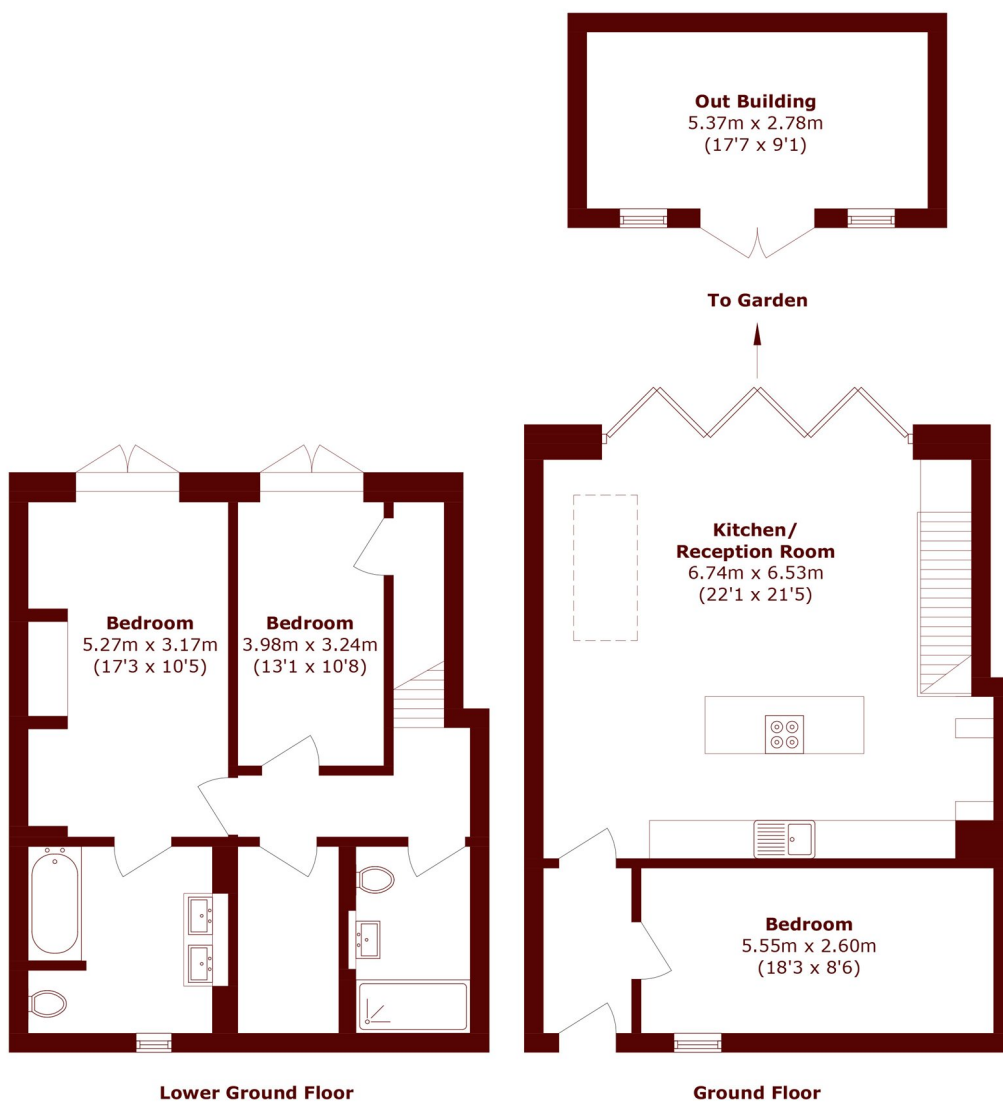 Out Building
5.37m x 2.78m
(17'7 x 9'1)
To Garden
Kitchen/
Reception Room
6.74m x 6.53m
(22'1 x 21'5)
Bedroom
5.27m x 3.17m
(17'3 x 10'5)
Bedroom
3.98m x 3.24m
(13'1 x 10'8)
Bedroom
5.55m x 2.60m
(18'3 x 8'6)
Lower Ground Floor
Ground Floor